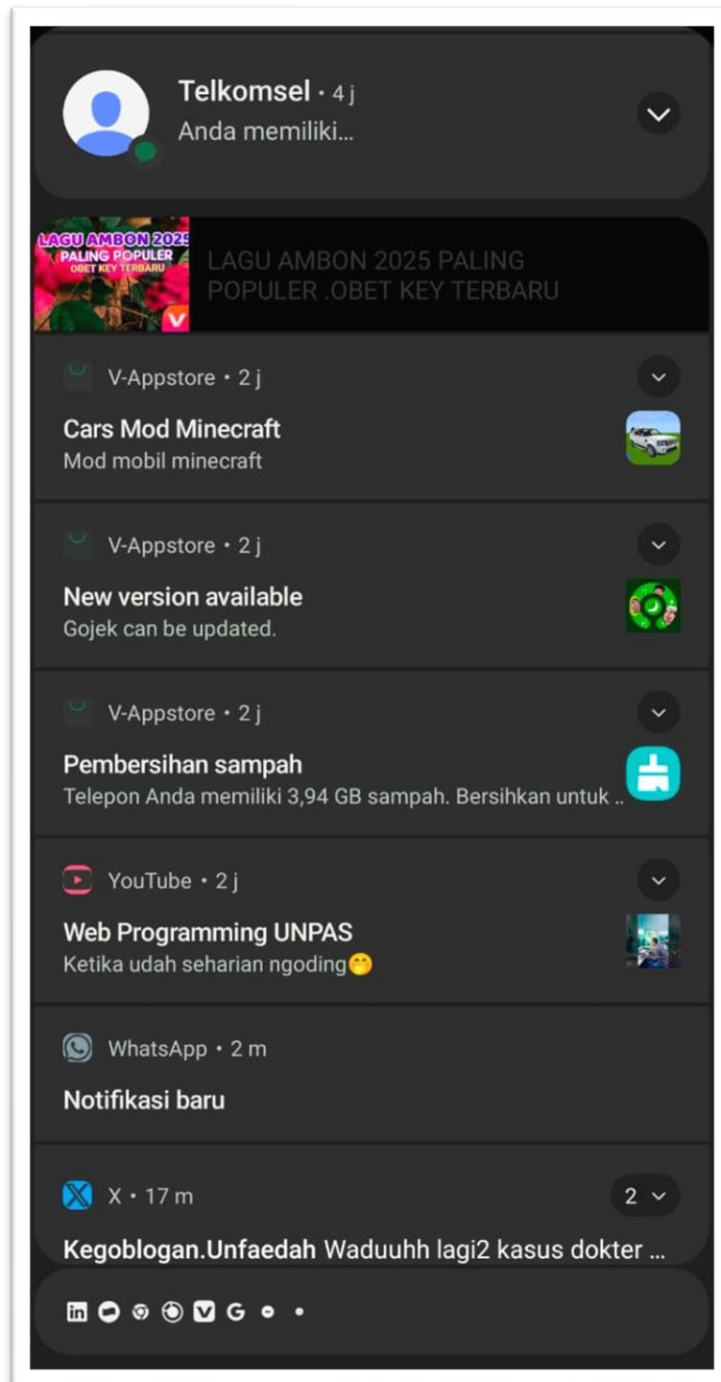 Telkomsel • 4 j
Anda memiliki...
LAGU AMBON 2025
PALING POPULER
OBET KEY TERBARU
LAGU AMBON 2025 PALING
POPULER .OBET KEY TERBARU
V-Appstore • 2 j
Cars Mod Minecraft
Mod mobil minecraft
V-Appstore • 2 j
New version available
Gojek can be updated.
V-Appstore • 2 j
Pembersihan sampah
Telepon Anda memiliki 3,94 GB sampah. Bersihkan untuk ..
YouTube • 2 j
Web Programming UNPAS
Ketika udah seharian ngoding🤭
WhatsApp • 2 m
Notifikasi baru
X • 17 m
2
Kegoblogan.Unfaedah Waduuhh lagi2 kasus dokter ...